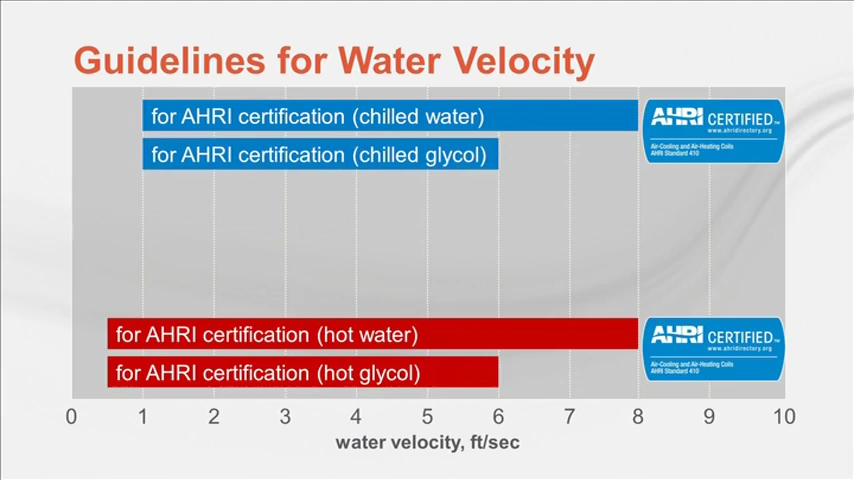 Guidelines for Water Velocity
for AHRI certification (chilled water)
AHRI CERTIFIED™
www.ahridirectory.org
Air-Cooling and Air-Heating Coils
AHRI Standard 410
for AHRI certification (chilled glycol)
for AHRI certification (hot water)
AHRI CERTIFIED™
www.ahridirectory.org
Air-Cooling and Air-Heating Coils
AHRI Standard 410
for AHRI certification (hot glycol)
0 1 2 3 4 5 6 7 8 9 10
water velocity, ft/sec